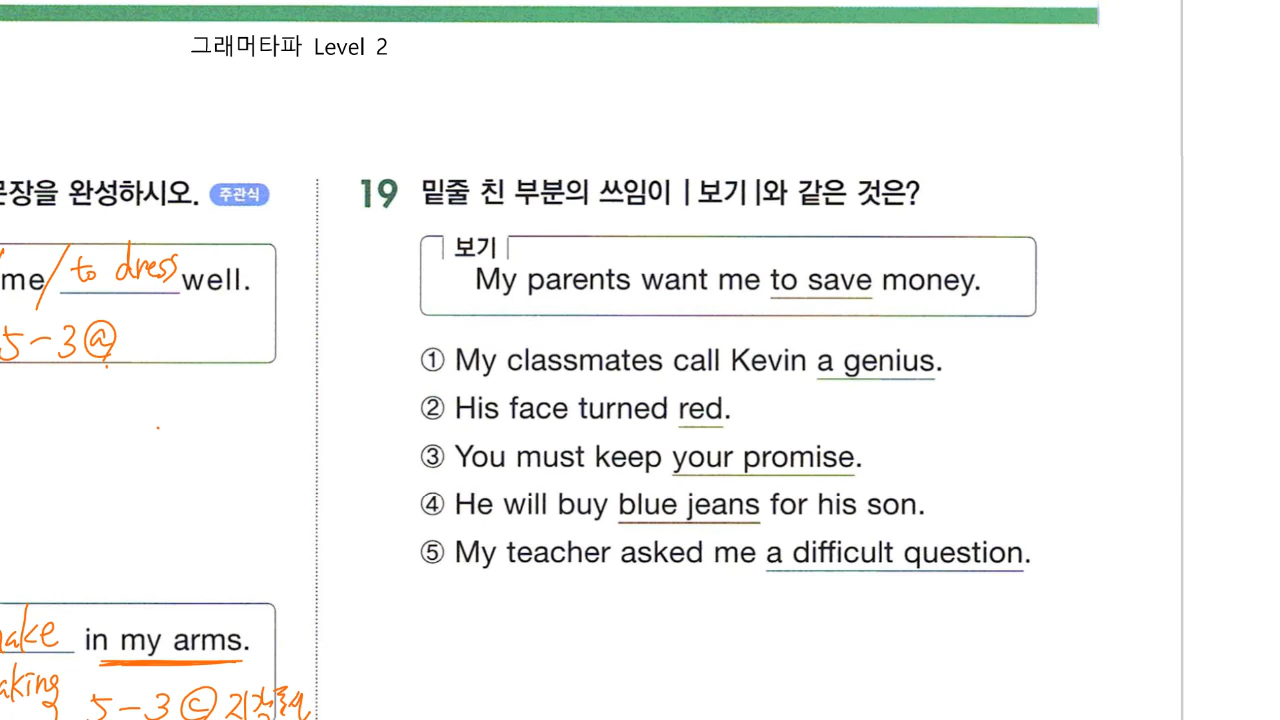 그래머타파 Level 2
문장을 완성하시오. 주관식
me / to dress well.
5-3 ⓐ
in my arms.
5-3 ⓒ
19 밑줄 친 부분의 쓰임이 |보기|와 같은 것은?
보기
My parents want me to save money.
① My classmates call Kevin a genius.
② His face turned red.
③ You must keep your promise.
④ He will buy blue jeans for his son.
⑤ My teacher asked me a difficult question.